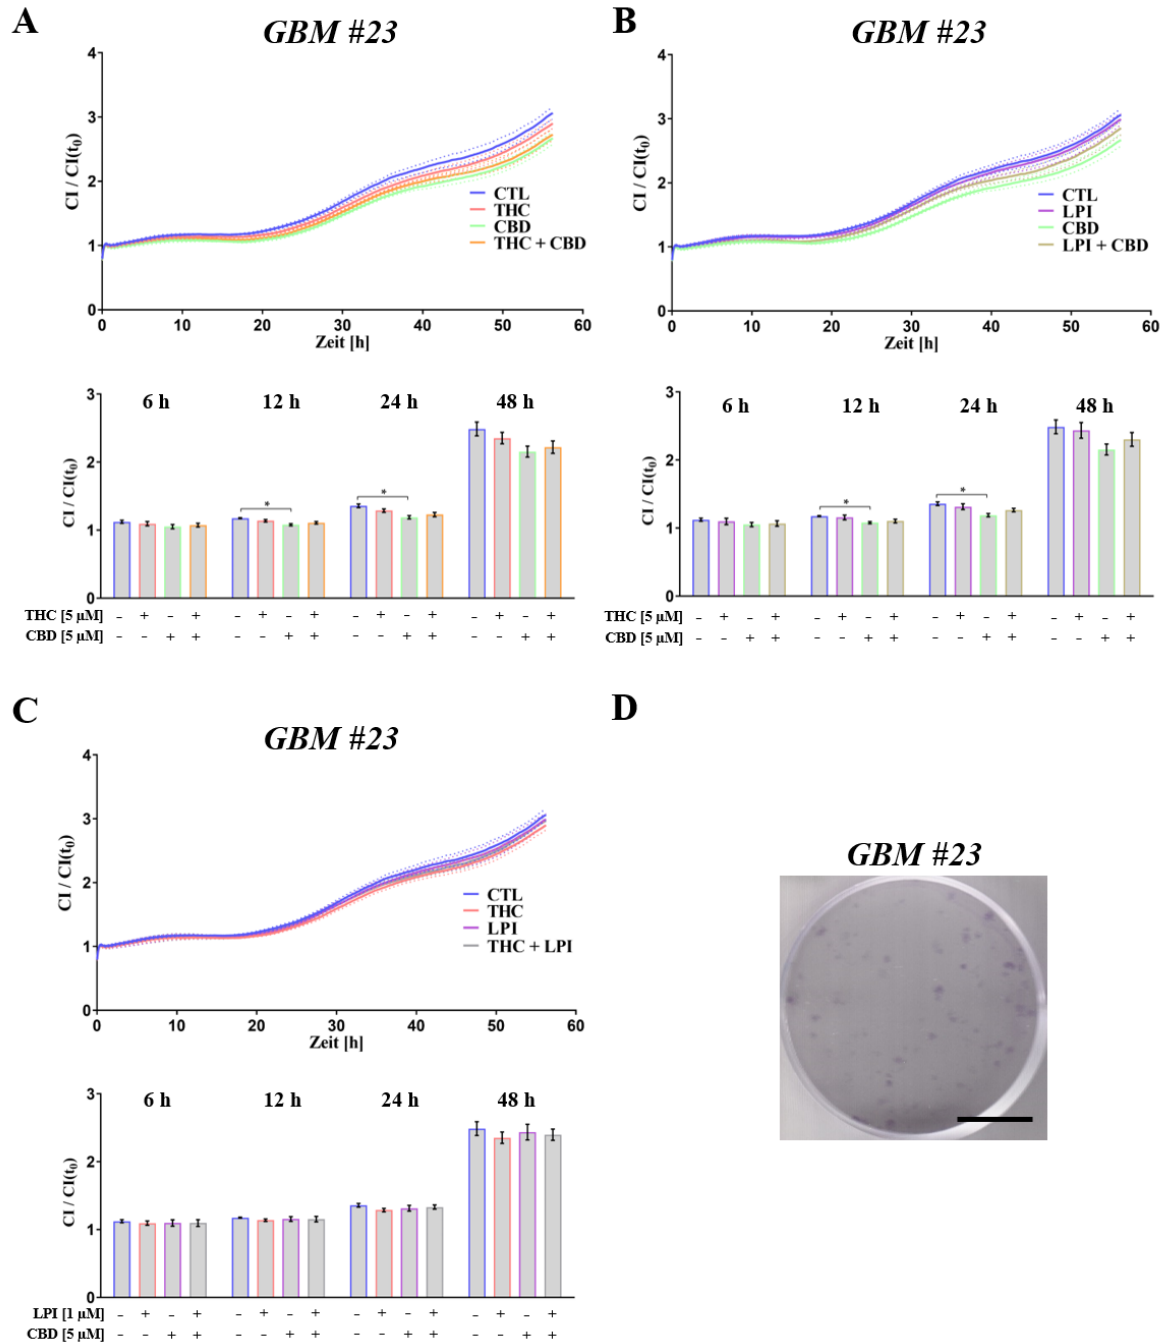 A
GBM #23
4
3
2
1
0
CI / CI(t₀)
CTL
THC
CBD
THC + CBD
0 10 20 30 40 50 60
Zeit [h]
3
2
1
0
CI / CI(t₀)
6 h 12 h 24 h 48 h
*
*
THC [5 µM] - + - + - + - + - + - + - + - +
CBD [5 µM] - - + + - - + + - - + + - - + +
B
GBM #23
4
3
2
1
0
CI / CI(t₀)
CTL
LPI
CBD
LPI + CBD
0 10 20 30 40 50 60
Zeit [h]
3
2
1
0
CI / CI(t₀)
6 h 12 h 24 h 48 h
*
*
THC [5 µM] - + - + - + - + - + - + - + - +
CBD [5 µM] - - + + - - + + - - + + - - + +
C
GBM #23
4
3
2
1
0
CI / CI(t₀)
CTL
THC
LPI
THC + LPI
0 10 20 30 40 50 60
Zeit [h]
3
2
1
0
CI / CI(t₀)
6 h 12 h 24 h 48 h
LPI [1 µM] - + - + - + - + - + - + - + - +
CBD [5 µM] - - + + - - + + - - + + - - + +
D
GBM #23